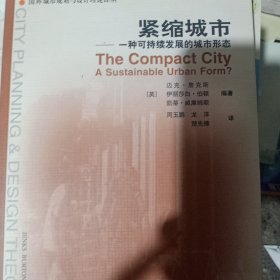 国外城市规划与设计理论译丛
紧缩城市
——一种可持续发展的城市形态
The Compact City
A Sustainable Urban Form?
迈克·詹克斯
[英] 伊丽莎白·伯顿 编著
凯蒂·威廉姆斯
周玉鹏 龙洋 译
楚先锋
CITY PLANNING & DESIGN THE
JENKS BURTON